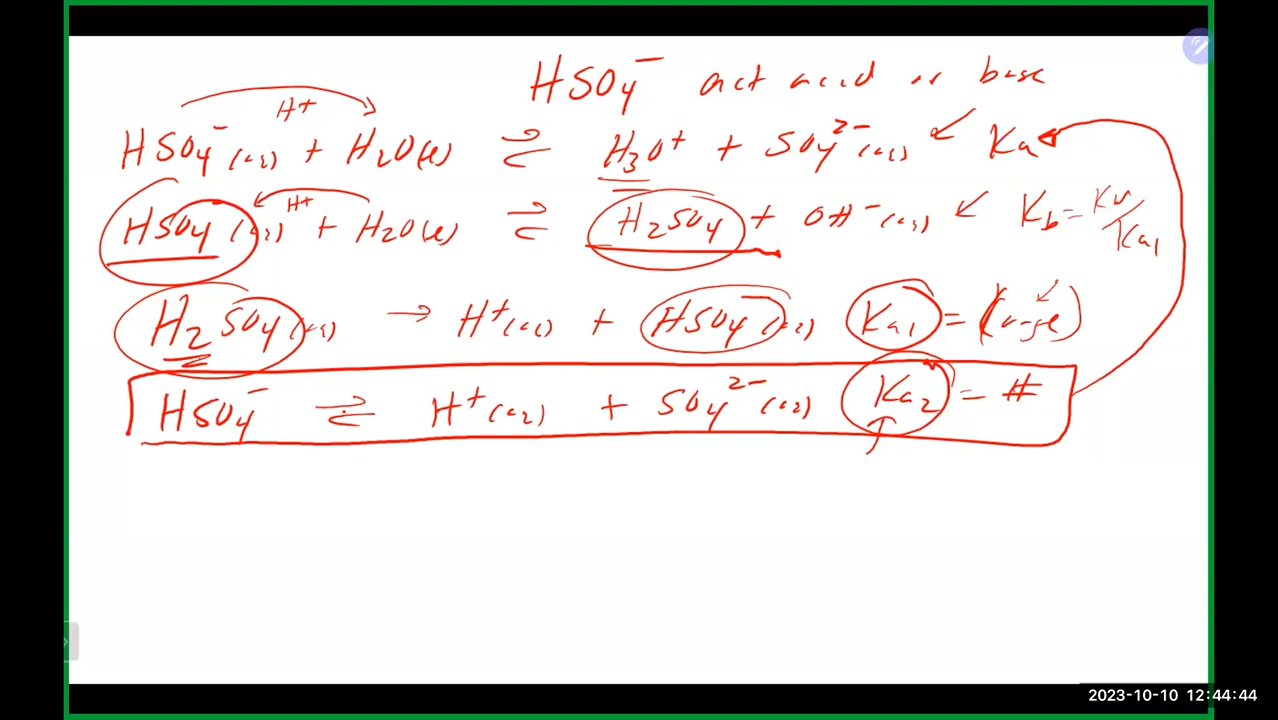 HSO4⁻ act acid or base
H+
HSO4⁻(aq) + H2O(l) ⇌ H3O+ + SO4²⁻(aq) ↙ Ka
H+
HSO4⁻(aq) + H2O(l) ⇌ H2SO4 + OH⁻(aq) ↙ Kb = Kw/Ka1
H2SO4(aq) → H+(aq) + HSO4⁻(aq) Ka1 = (large)
HSO4⁻ ⇌ H+(aq) + SO4²⁻(aq) Ka2 = #
2023-10-10 12:44:44